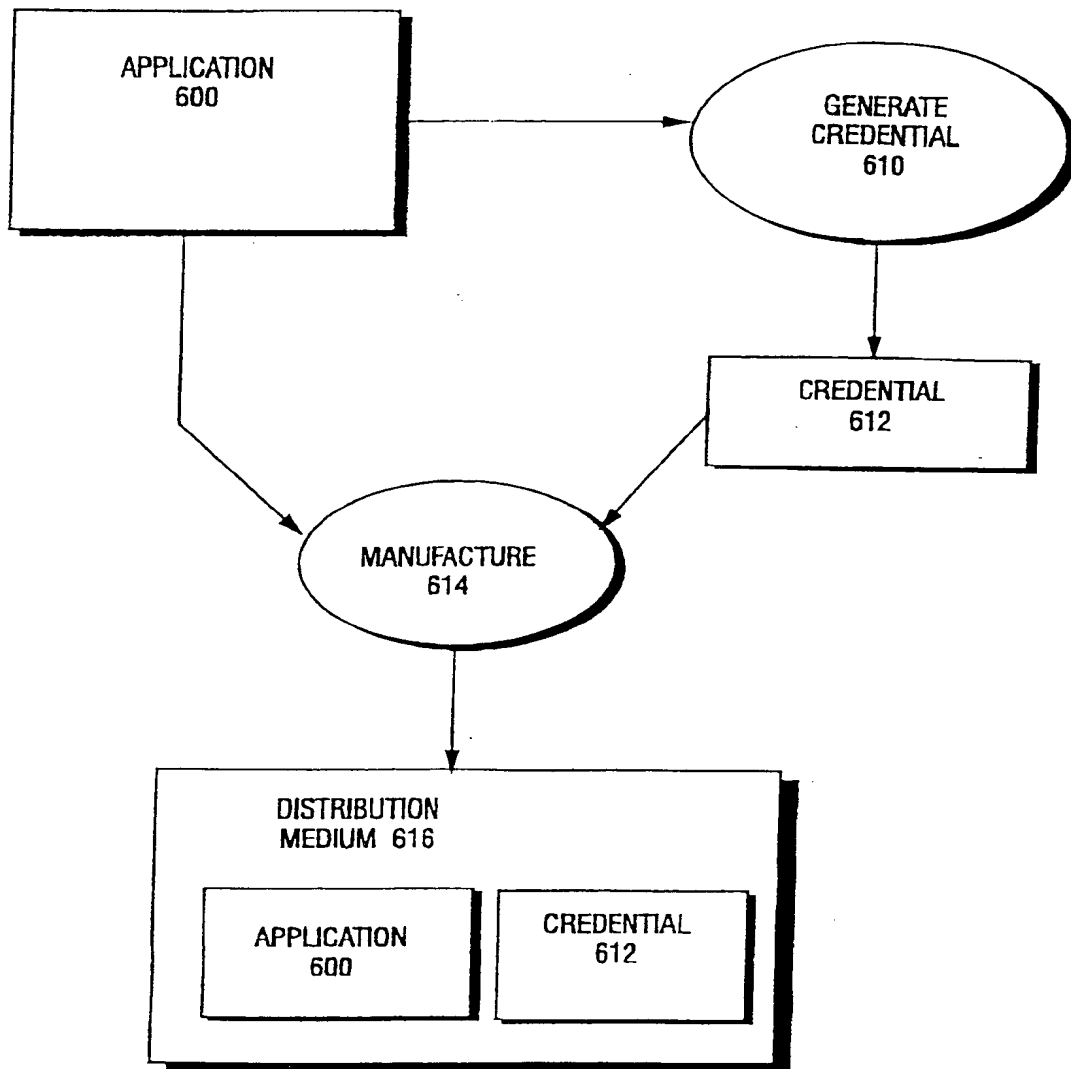 APPLICATION
600
GENERATE
CREDENTIAL
610
CREDENTIAL
612
MANUFACTURE
614
DISTRIBUTION
MEDIUM 616
APPLICATION
600
CREDENTIAL
612